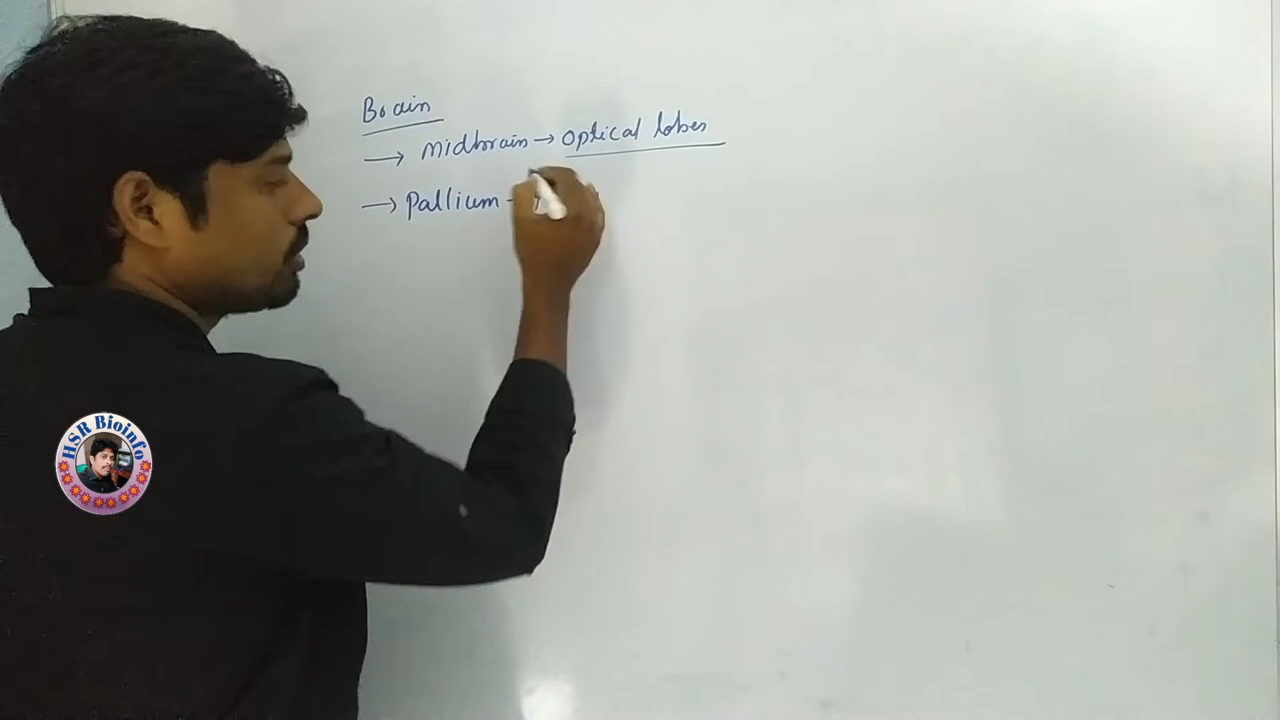 Brain
→ Midbrain → Optical lobes
→ Pallium -
HSR Bioinfo